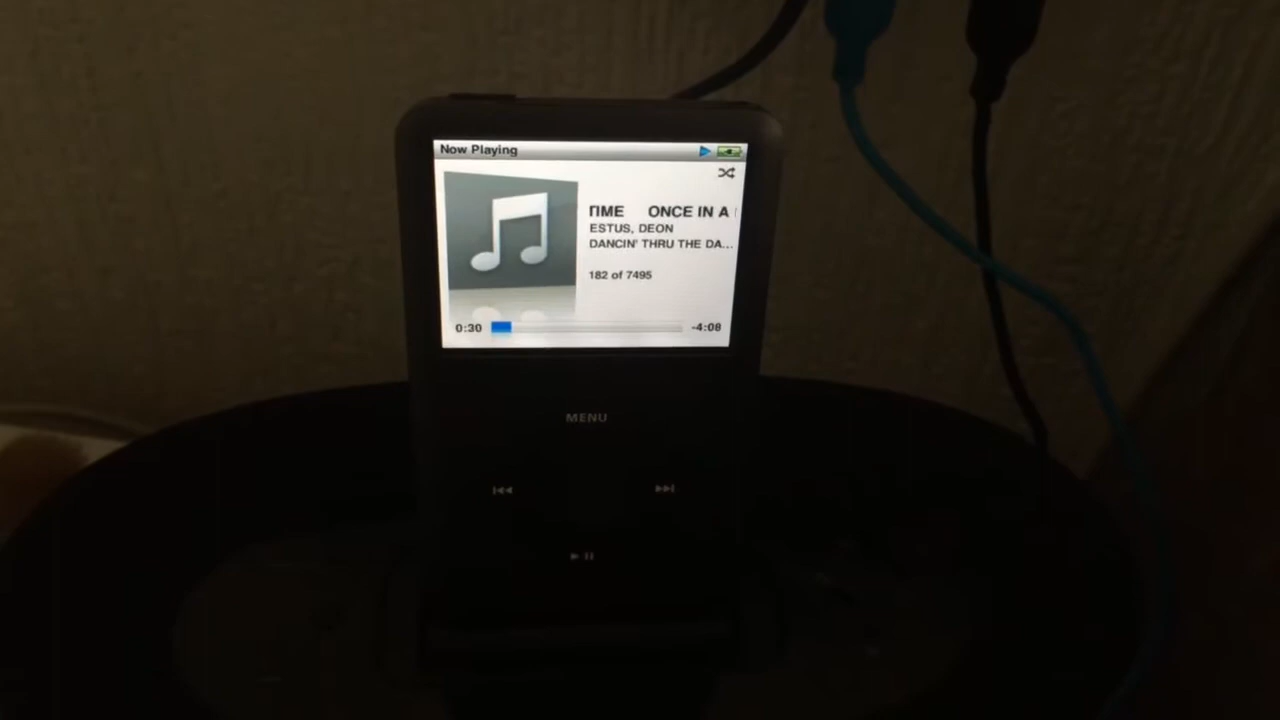 Now Playing
TIME ONCE IN A
ESTUS, DEON
DANCIN' THRU THE DA...
182 of 7495
0:30 -4:08
MENU